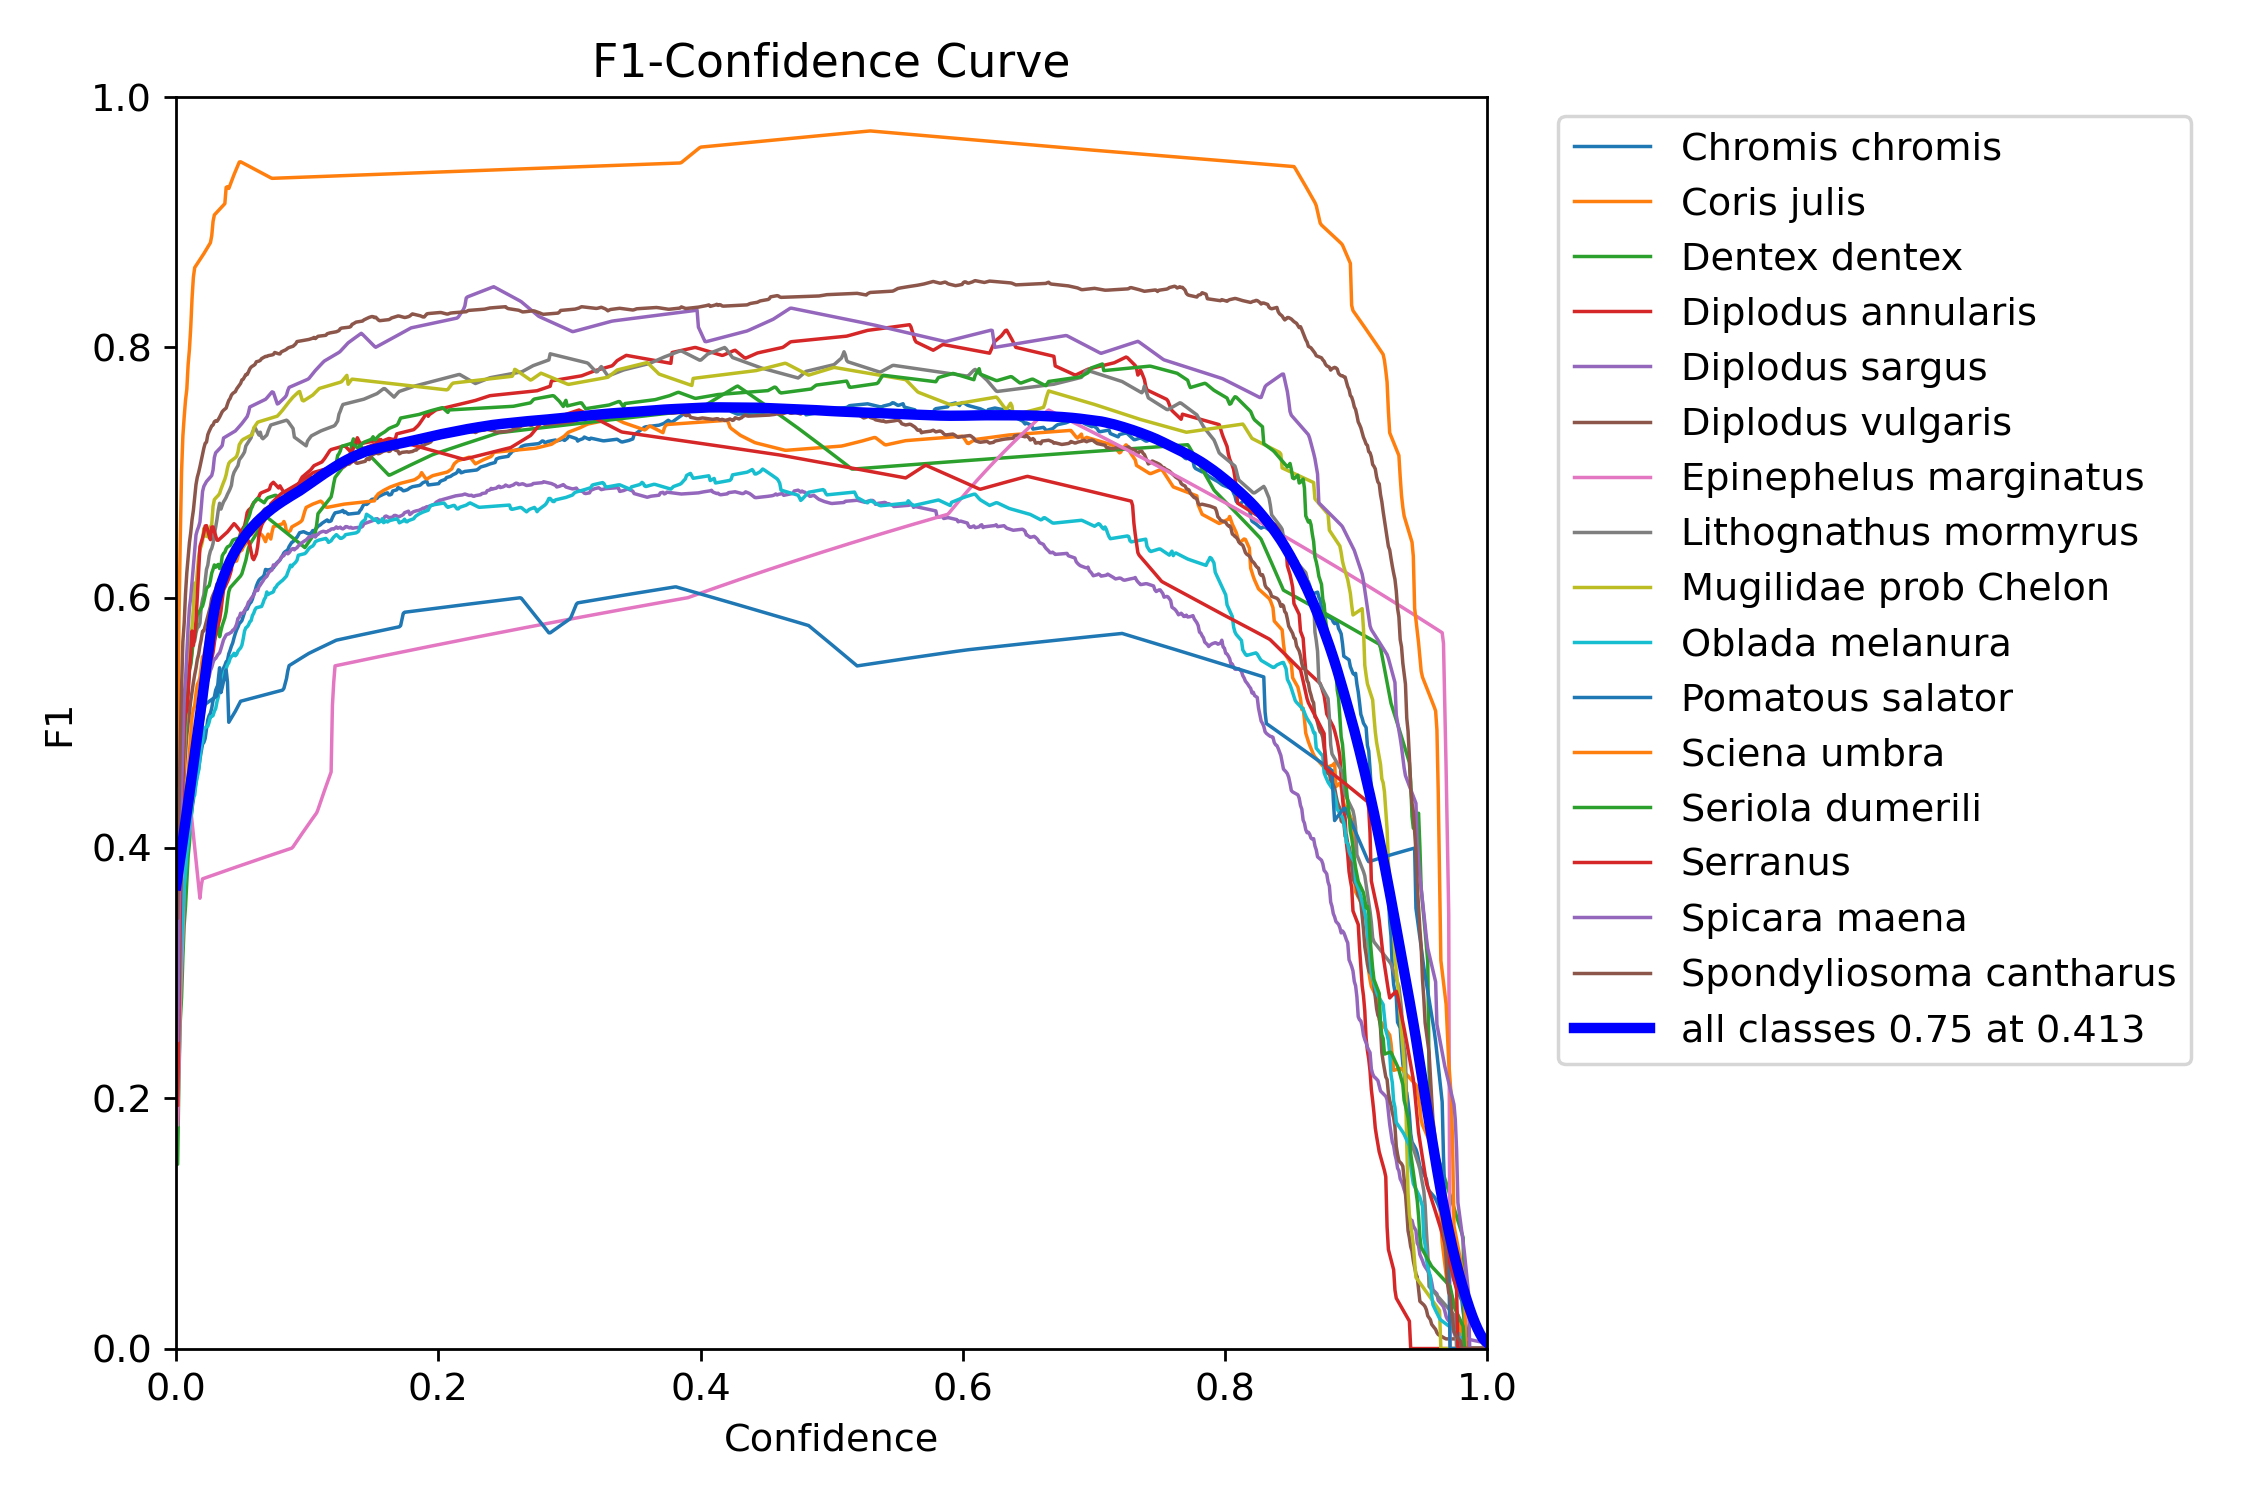 F1-Confidence Curve
1.0
0.8
0.6
0.4
0.2
0.0
F1
0.0 0.2 0.4 0.6 0.8 1.0
Confidence
Chromis chromis
Coris julis
Dentex dentex
Diplodus annularis
Diplodus sargus
Diplodus vulgaris
Epinephelus marginatus
Lithognathus mormyrus
Mugilidae prob Chelon
Oblada melanura
Pomatous salator
Sciena umbra
Seriola dumerili
Serranus
Spicara maena
Spondyliosoma cantharus
all classes 0.75 at 0.413